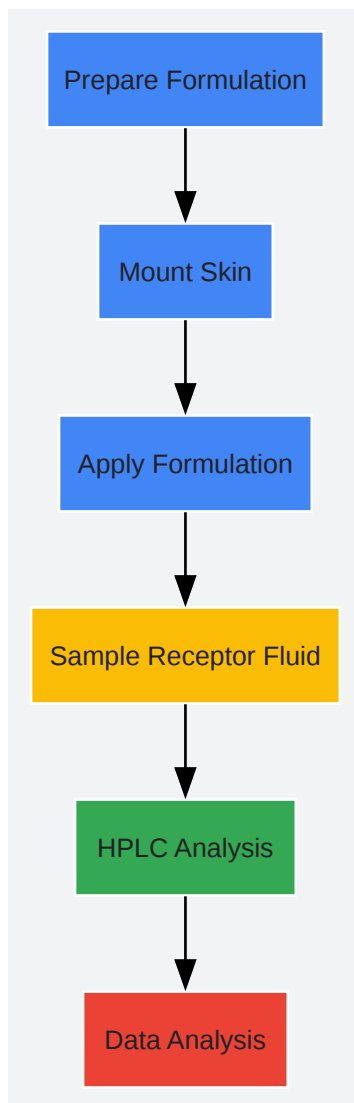 Prepare Formulation
Mount Skin
Apply Formulation
Sample Receptor Fluid
HPLC Analysis
Data Analysis